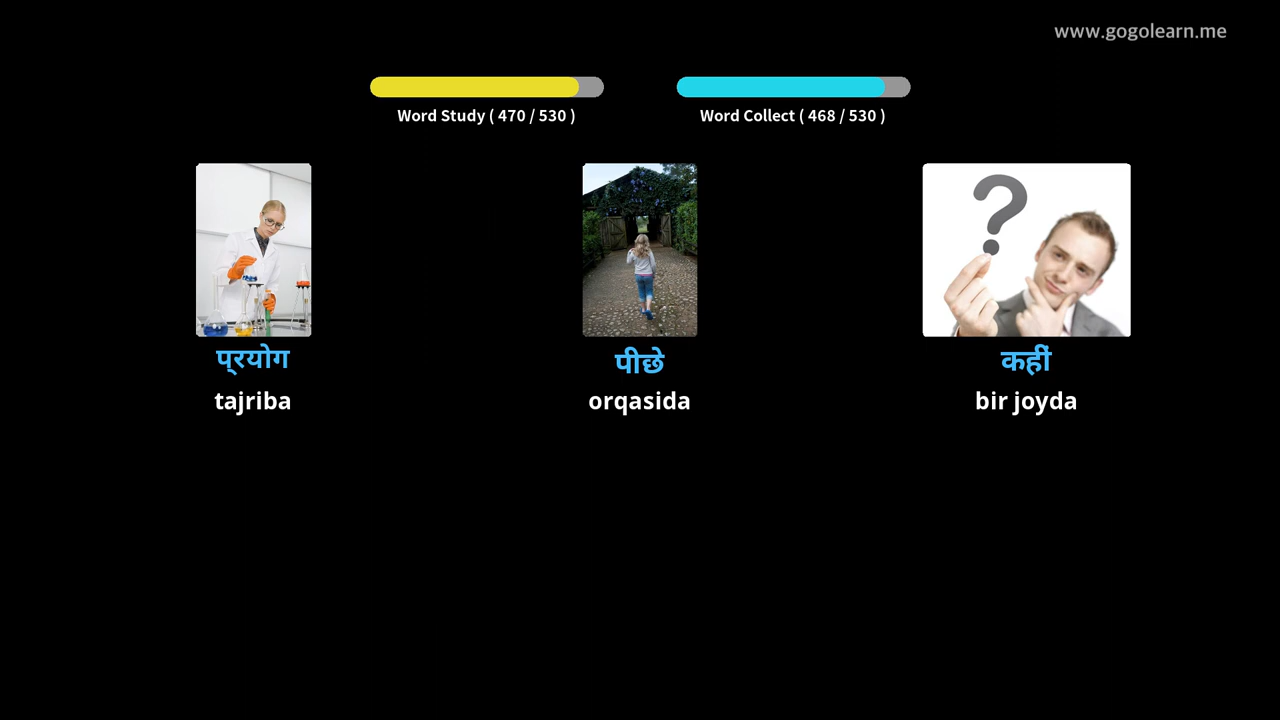 www.gogolearn.me
Word Study ( 470 / 530 )
Word Collect ( 468 / 530 )
प्रयोग
पीछे
कहीं
tajriba
orqasida
bir joyda